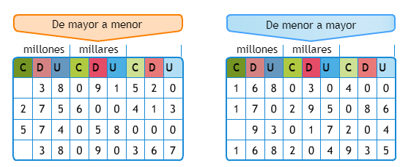 De mayor a menor
millones millares
C D U C D U C D U
3 8 0 9 1 5 2 0
2 7 5 6 0 0 4 1 3
5 7 4 0 5 8 0 0 0
3 8 0 9 0 3 6 7
De menor a mayor
millones millares
C D U C D U C D U
1 6 8 0 3 0 4 0 0
1 7 0 2 9 5 0 8 6
9 3 0 1 7 2 0 4
1 6 8 2 0 4 9 3 5